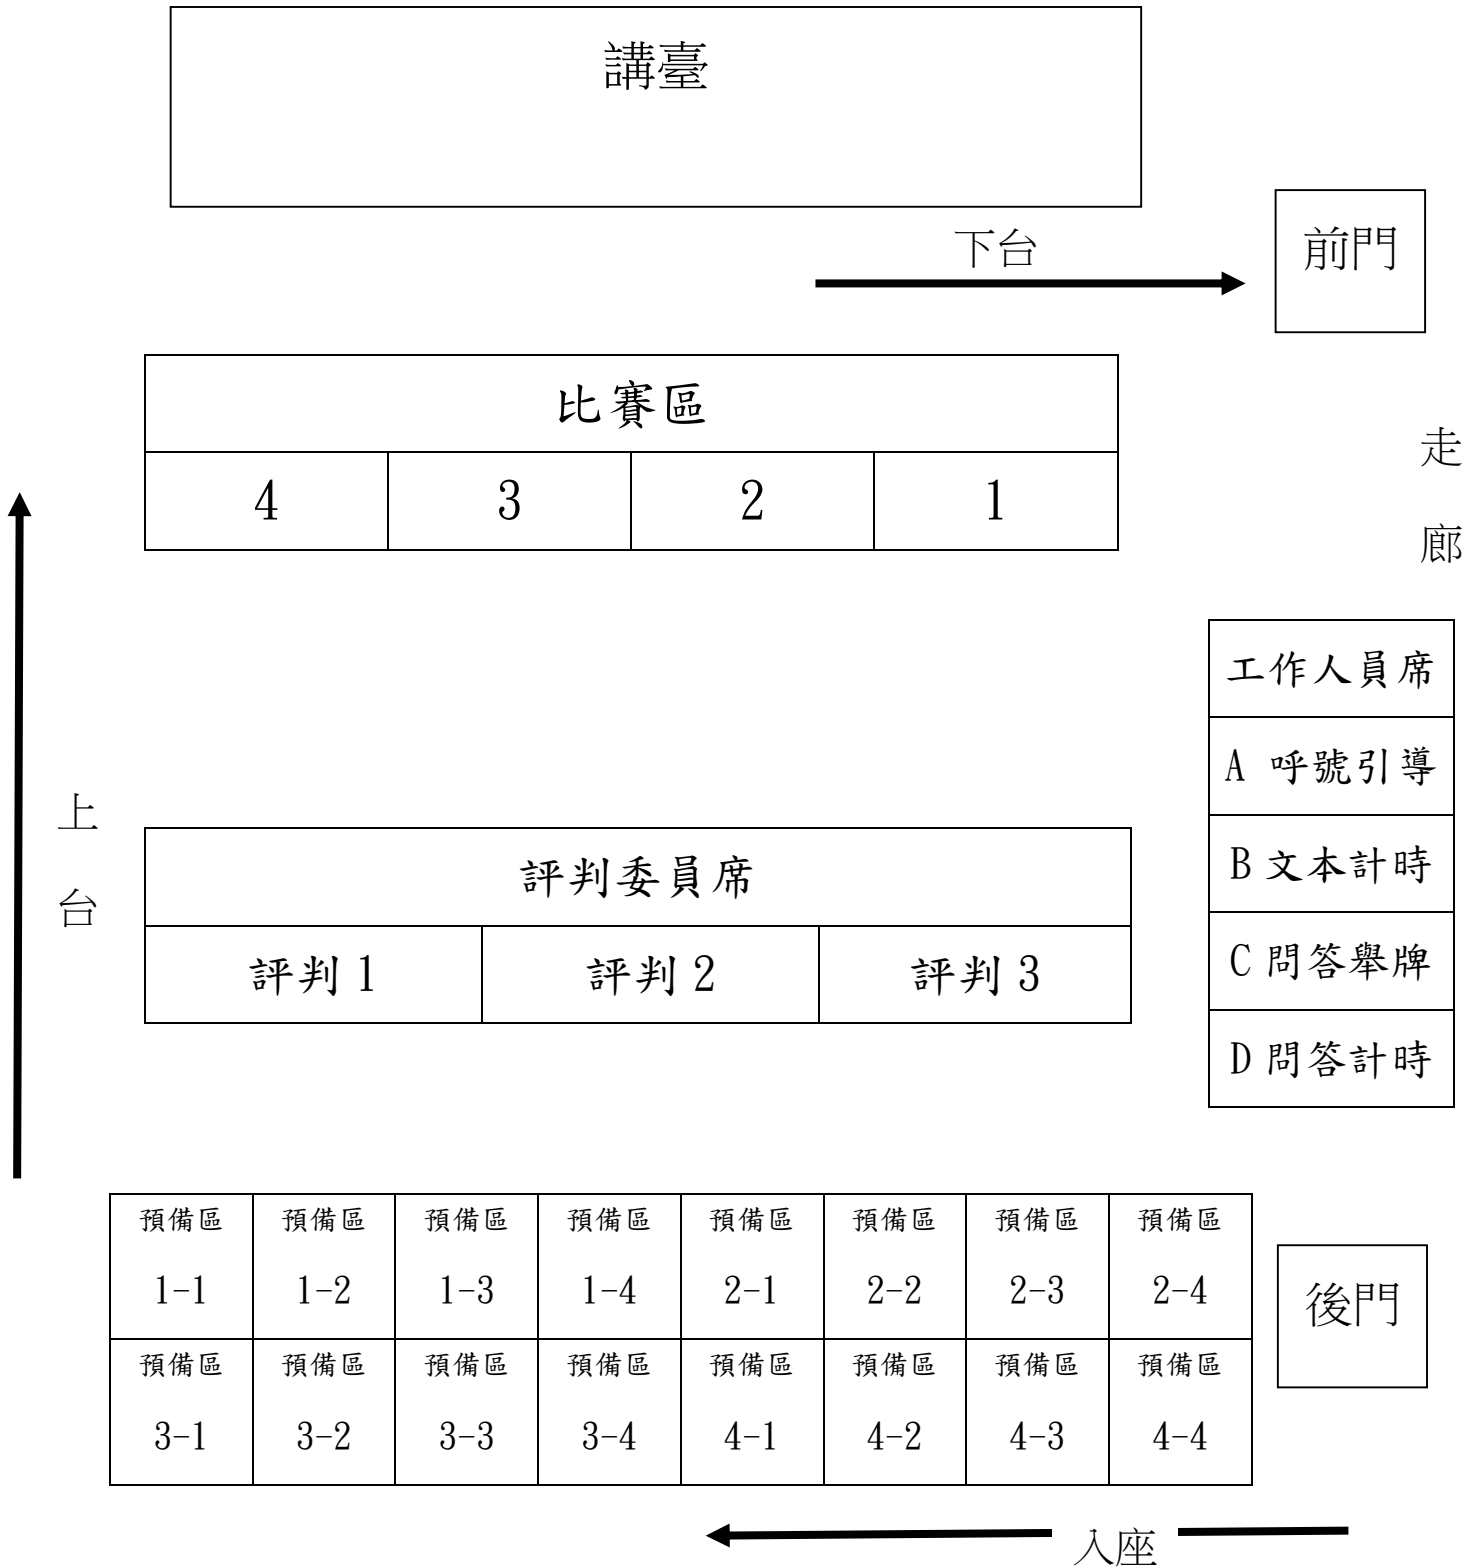 講臺
下台
前門
比賽區
4 3 2 1
走
廊
工作人員席
A 呼號引導
B 文本計時
C 問答舉牌
D 問答計時
上
台
評判委員席
評判 1 評判 2 評判 3
預備區 預備區 預備區 預備區 預備區 預備區 預備區 預備區
1-1 1-2 1-3 1-4 2-1 2-2 2-3 2-4
預備區 預備區 預備區 預備區 預備區 預備區 預備區 預備區
3-1 3-2 3-3 3-4 4-1 4-2 4-3 4-4
後門
入座